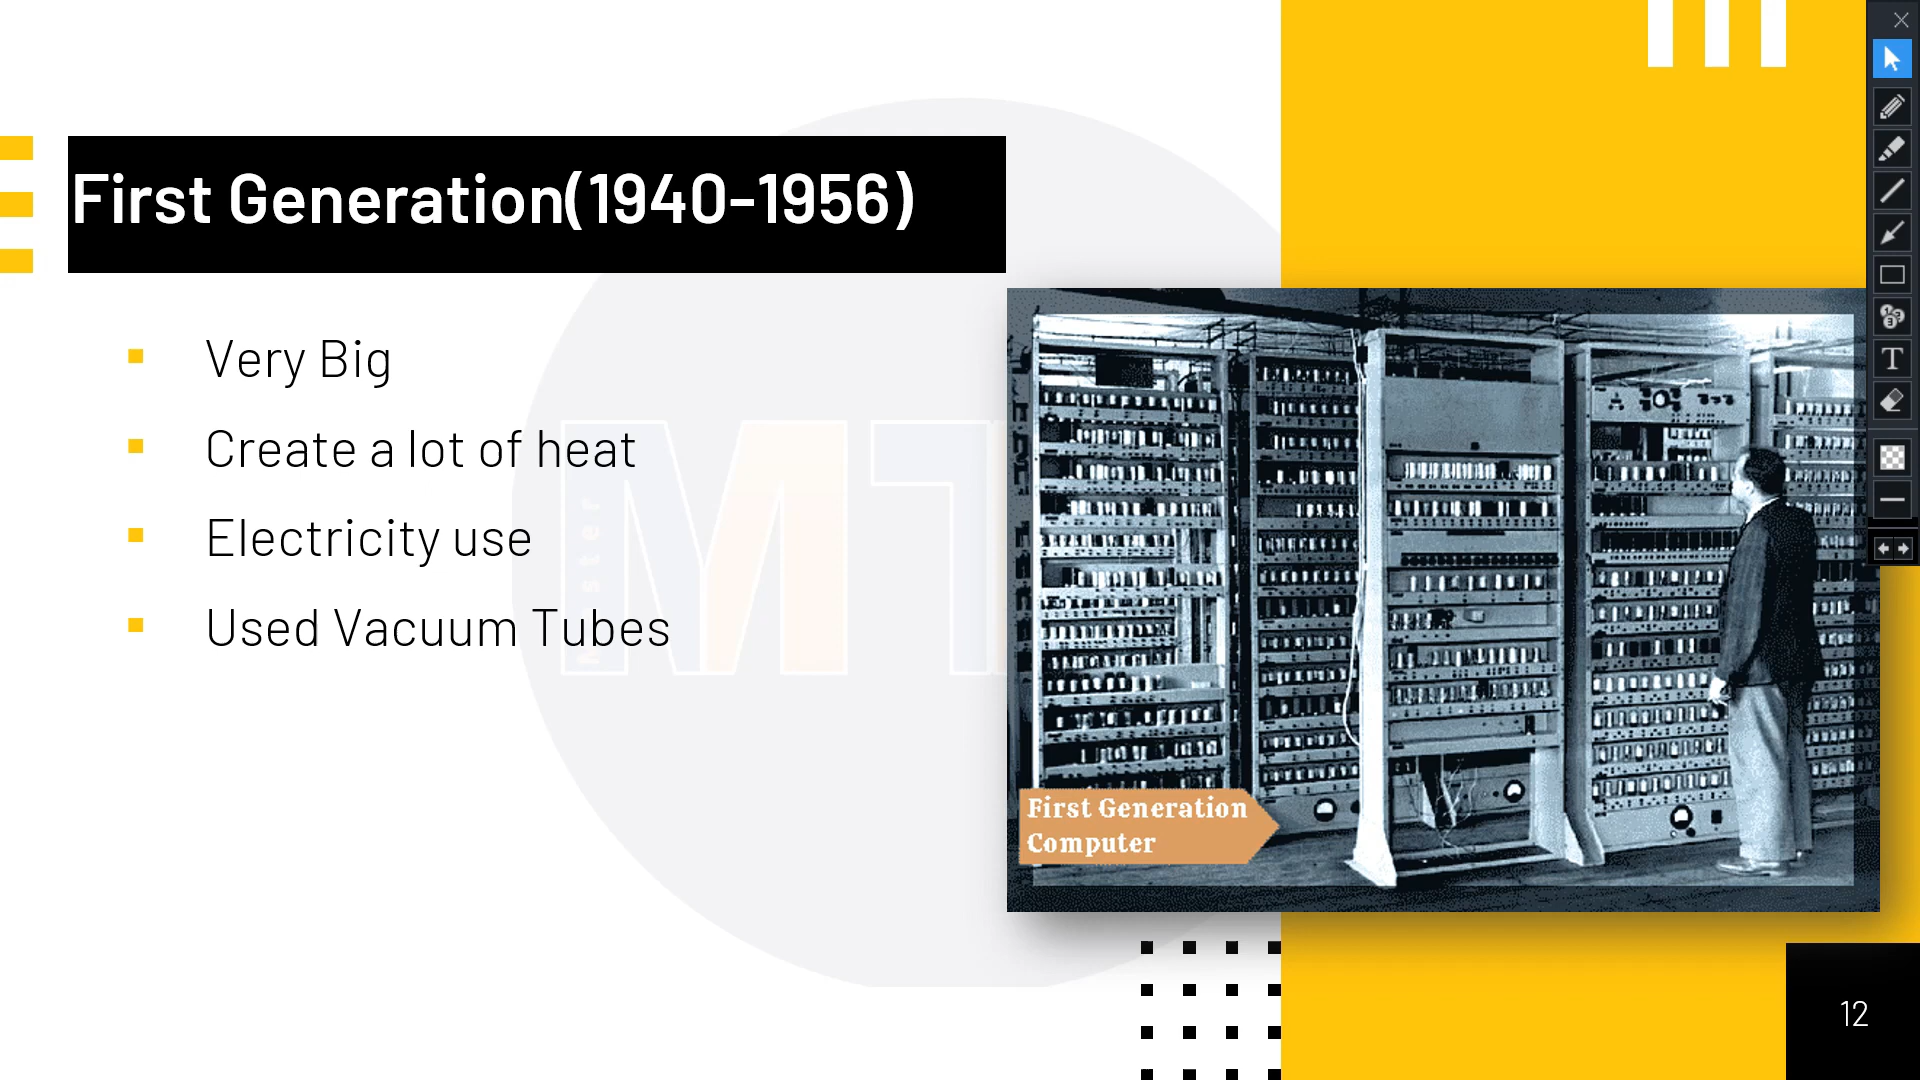 First Generation(1940-1956)
Very Big
Create a lot of heat
Electricity use
Used Vacuum Tubes
MT
First Generation
Computer
12
T